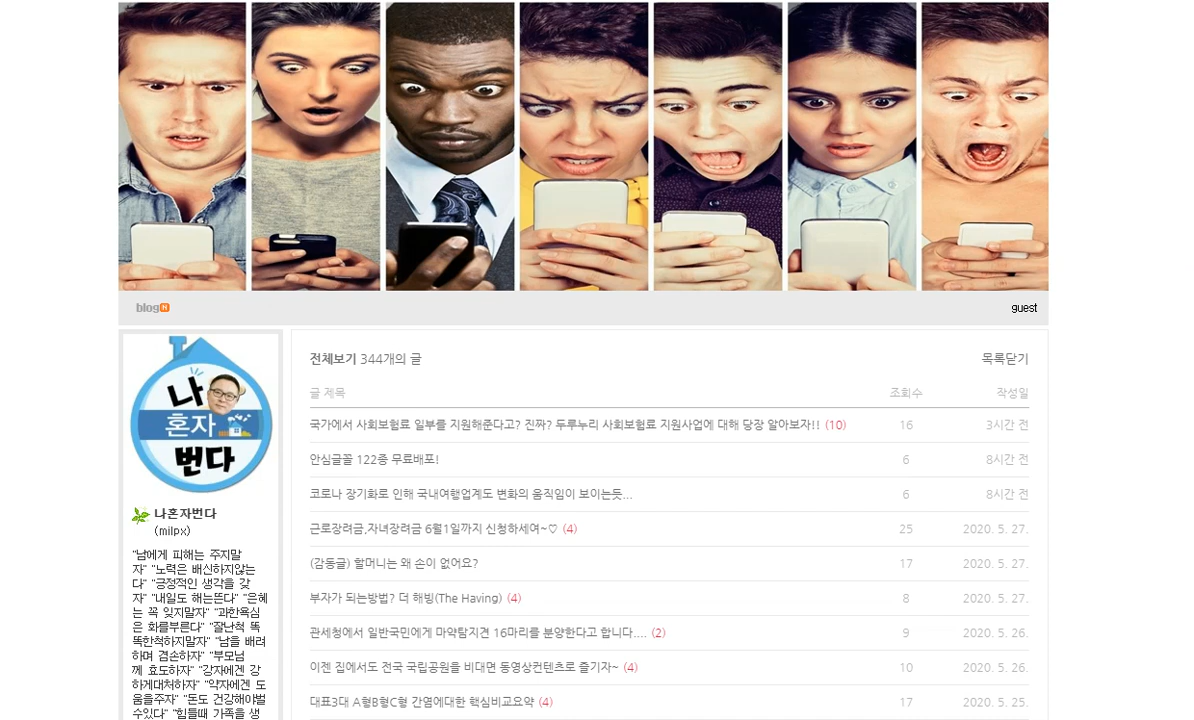 blog
guest
나
혼자
번다
나혼자번다
(milpx)
"남에게 피해는 주지말
자" "노력은 배신하지않는
다" "긍정적인 생각을 갖
자" "내일도 해는뜬다" "은혜
는 꼭 잊지말자" "과한욕심
은 화를부른다" "잘난척 똑
똑한척하지말자" "남을 배려
하며 겸손하자" "부모님
께 효도하자" "강자에겐 강
하게대처하자" "약자에겐 도
움을주자" "돈도 건강해야벌
수있다" "힘들때 가족을 생
전체보기 344개의 글
목록닫기
글 제목 조회수 작성일
국가에서 사회보험료 일부를 지원해준다고? 진짜? 두루누리 사회보험료 지원사업에 대해 당장 알아보자!! (10) 16 3시간 전
안심글꼴 122종 무료배포! 6 8시간 전
코로나 장기화로 인해 국내여행업계도 변화의 움직임이 보이는듯... 6 8시간 전
근로장려금,자녀장려금 6월1일까지 신청하세여~♡ (4) 25 2020. 5. 27.
(감동글) 할머니는 왜 손이 없어요? 17 2020. 5. 27.
부자가 되는방법? 더 해빙(The Having) (4) 8 2020. 5. 27.
관세청에서 일반국민에게 마약탐지견 16마리를 분양한다고 합니다.... (2) 9 2020. 5. 26.
이젠 집에서도 전국 국립공원을 비대면 동영상컨텐츠로 즐기자~ (4) 10 2020. 5. 26.
대표3대 A형B형C형 간염에대한 핵심비교요약 (4) 17 2020. 5. 25.